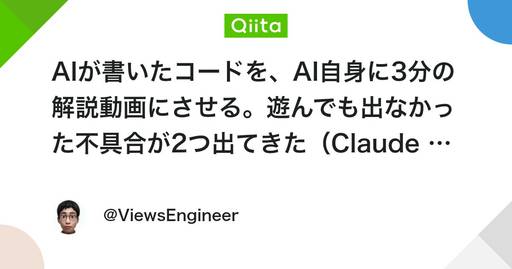 Qiita
AIが書いたコードを、AI自身に3分の
解説動画にさせる。遊んでも出なかっ
た不具合が2つ出てきた（Claude …
@ViewsEngineer